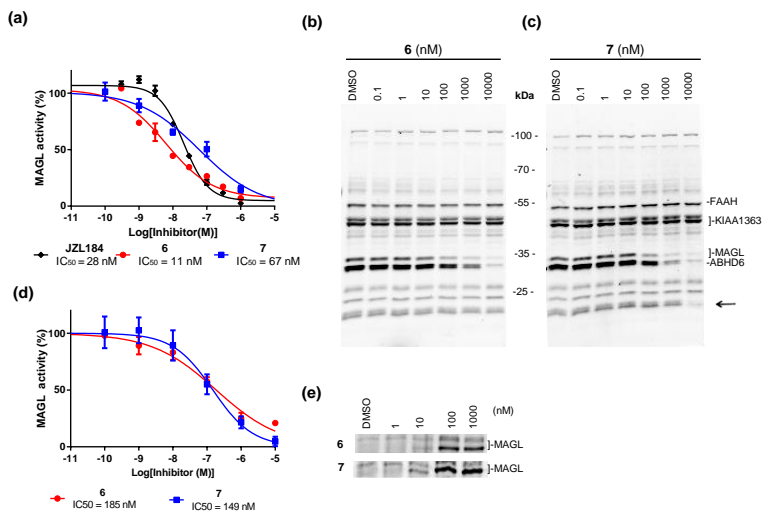 (a)
MAGL activity (%)
100
50
0
-11 -10 -9 -8 -7 -6 -5
Log[Inhibitor(M)]
JZL184 6 7
IC₅₀ = 28 nM IC₅₀ = 11 nM IC₅₀ = 67 nM
(b)
6 (nM)
DMSO 0.1 1 10 100 1000 10000
(c)
7 (nM)
DMSO 0.1 1 10 100 1000 10000
kDa
-100 -
-70 -
-55 -
-35 -
-25 -
-FAAH
]-KIAA1363
]-MAGL
-ABHD6
(d)
MAGL activity (%)
100
50
0
-11 -10 -9 -8 -7 -6 -5
Log[Inhibitor (M)]
6 7
IC50 = 185 nM IC50 = 149 nM
(e)
DMSO 1 10 100 1000 (nM)
6 ]-MAGL
7 ]-MAGL